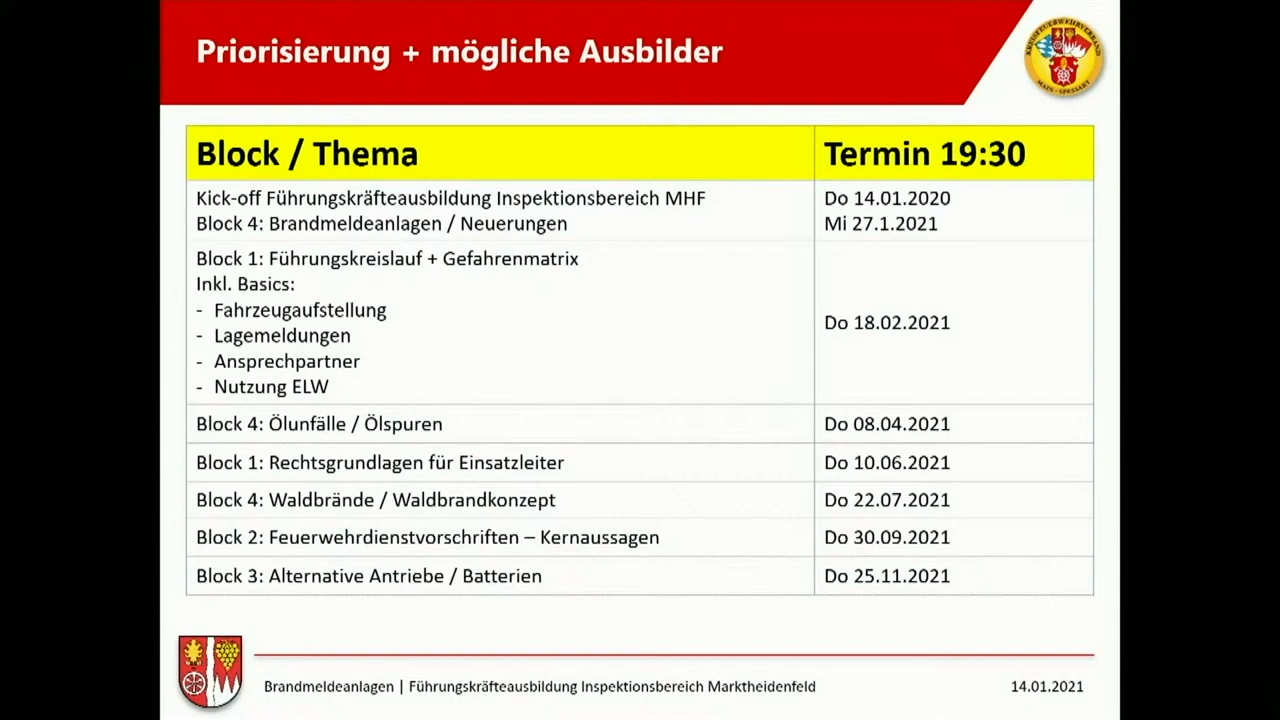 Priorisierung + mögliche Ausbilder
KREISFEUERWEHRVERBAND
MAIN-SPESSART
Block / Thema
Termin 19:30
Kick-off Führungskräfteausbildung Inspektionsbereich MHF
Do 14.01.2020
Block 4: Brandmeldeanlagen / Neuerungen
Mi 27.1.2021
Block 1: Führungskreislauf + Gefahrenmatrix
Inkl. Basics:
- Fahrzeugaufstellung
- Lagemeldungen
- Ansprechpartner
- Nutzung ELW
Do 18.02.2021
Block 4: Ölunfälle / Ölspuren
Do 08.04.2021
Block 1: Rechtsgrundlagen für Einsatzleiter
Do 10.06.2021
Block 4: Waldbrände / Waldbrandkonzept
Do 22.07.2021
Block 2: Feuerwehrdienstvorschriften – Kernaussagen
Do 30.09.2021
Block 3: Alternative Antriebe / Batterien
Do 25.11.2021
Brandmeldeanlagen | Führungskräfteausbildung Inspektionsbereich Marktheidenfeld
14.01.2021